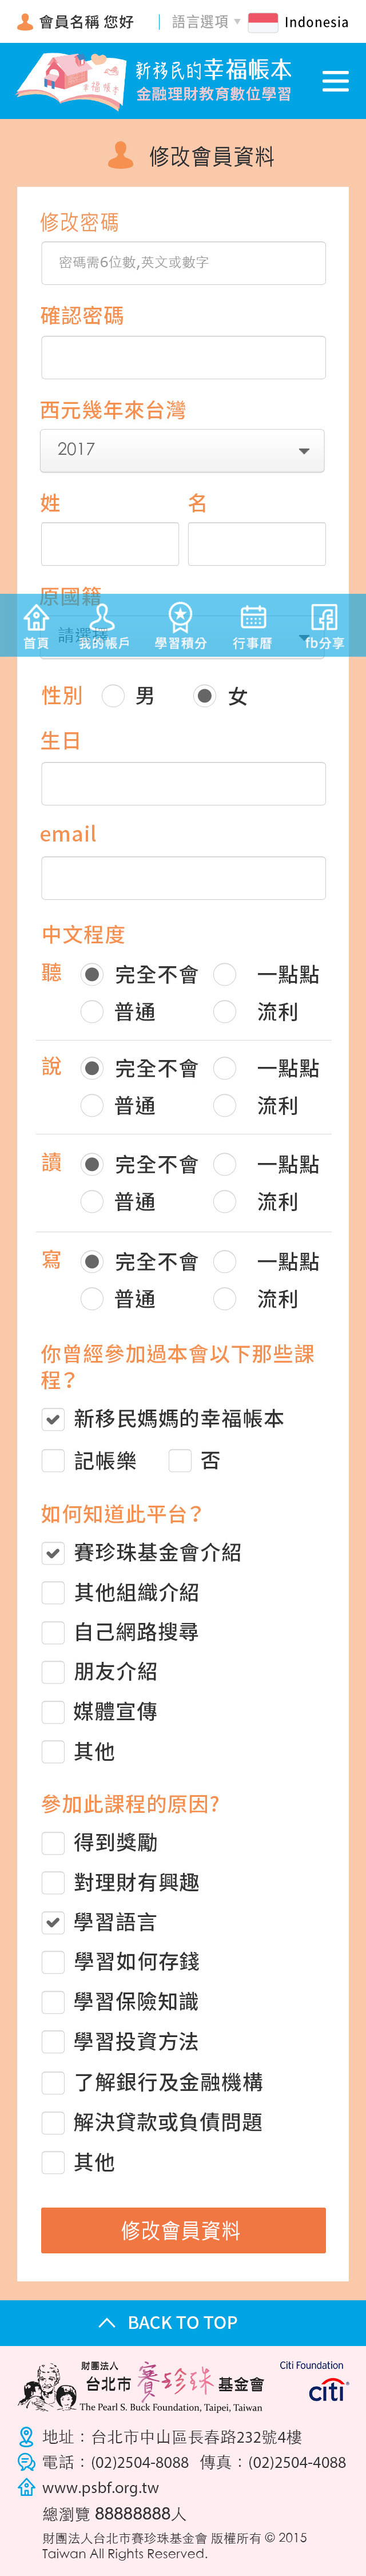 會員名稱 您好 語言選項 Indonesia
新移民的幸福帳本
金融理財教育數位學習
幸福帳本
修改會員資料
修改密碼
密碼需6位數,英文或數字
確認密碼
西元幾年來台灣
2017
姓 名
原國籍
請選擇
首頁 我的帳戶 學習積分 行事曆 fb分享
性別 男 女
生日
email
中文程度
聽 完全不會 一點點
普通 流利
說 完全不會 一點點
普通 流利
讀 完全不會 一點點
普通 流利
寫 完全不會 一點點
普通 流利
你曾經參加過本會以下那些課
程?
新移民媽媽的幸福帳本
記帳樂 否
如何知道此平台?
賽珍珠基金會介紹
其他組織介紹
自己網路搜尋
朋友介紹
媒體宣傳
其他
參加此課程的原因?
得到獎勵
對理財有興趣
學習語言
學習如何存錢
學習保險知識
學習投資方法
了解銀行及金融機構
解決貸款或負債問題
其他
修改會員資料
BACK TO TOP
財團法人
台北市 賽珍珠 基金會
The Pearl S. Buck Foundation, Taipei, Taiwan
Citi Foundation
citi
地址：台北市中山區長春路232號4樓
電話：(02)2504-8088 傳真：(02)2504-4088
www.psbf.org.tw
總瀏覽 88888888人
財團法人台北市賽珍珠基金會 版權所有 © 2015
Taiwan All Rights Reserved.